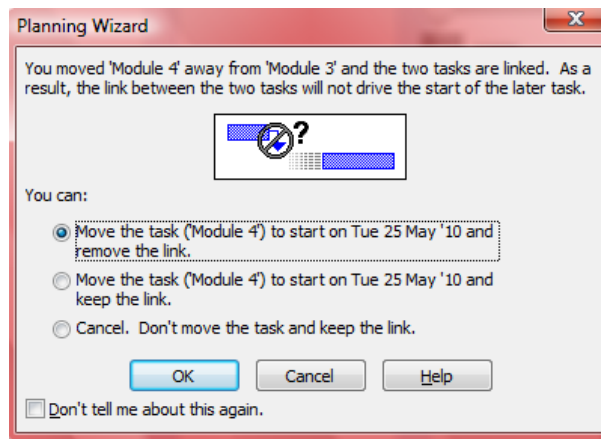 Planning Wizard
You moved 'Module 4' away from 'Module 3' and the two tasks are linked.  As a
result, the link between the two tasks will not drive the start of the later task.
?
You can:
Move the task ('Module 4') to start on Tue 25 May '10 and
remove the link.
Move the task ('Module 4') to start on Tue 25 May '10 and
keep the link.
Cancel.  Don't move the task and keep the link.
OK Cancel Help
Don't tell me about this again.